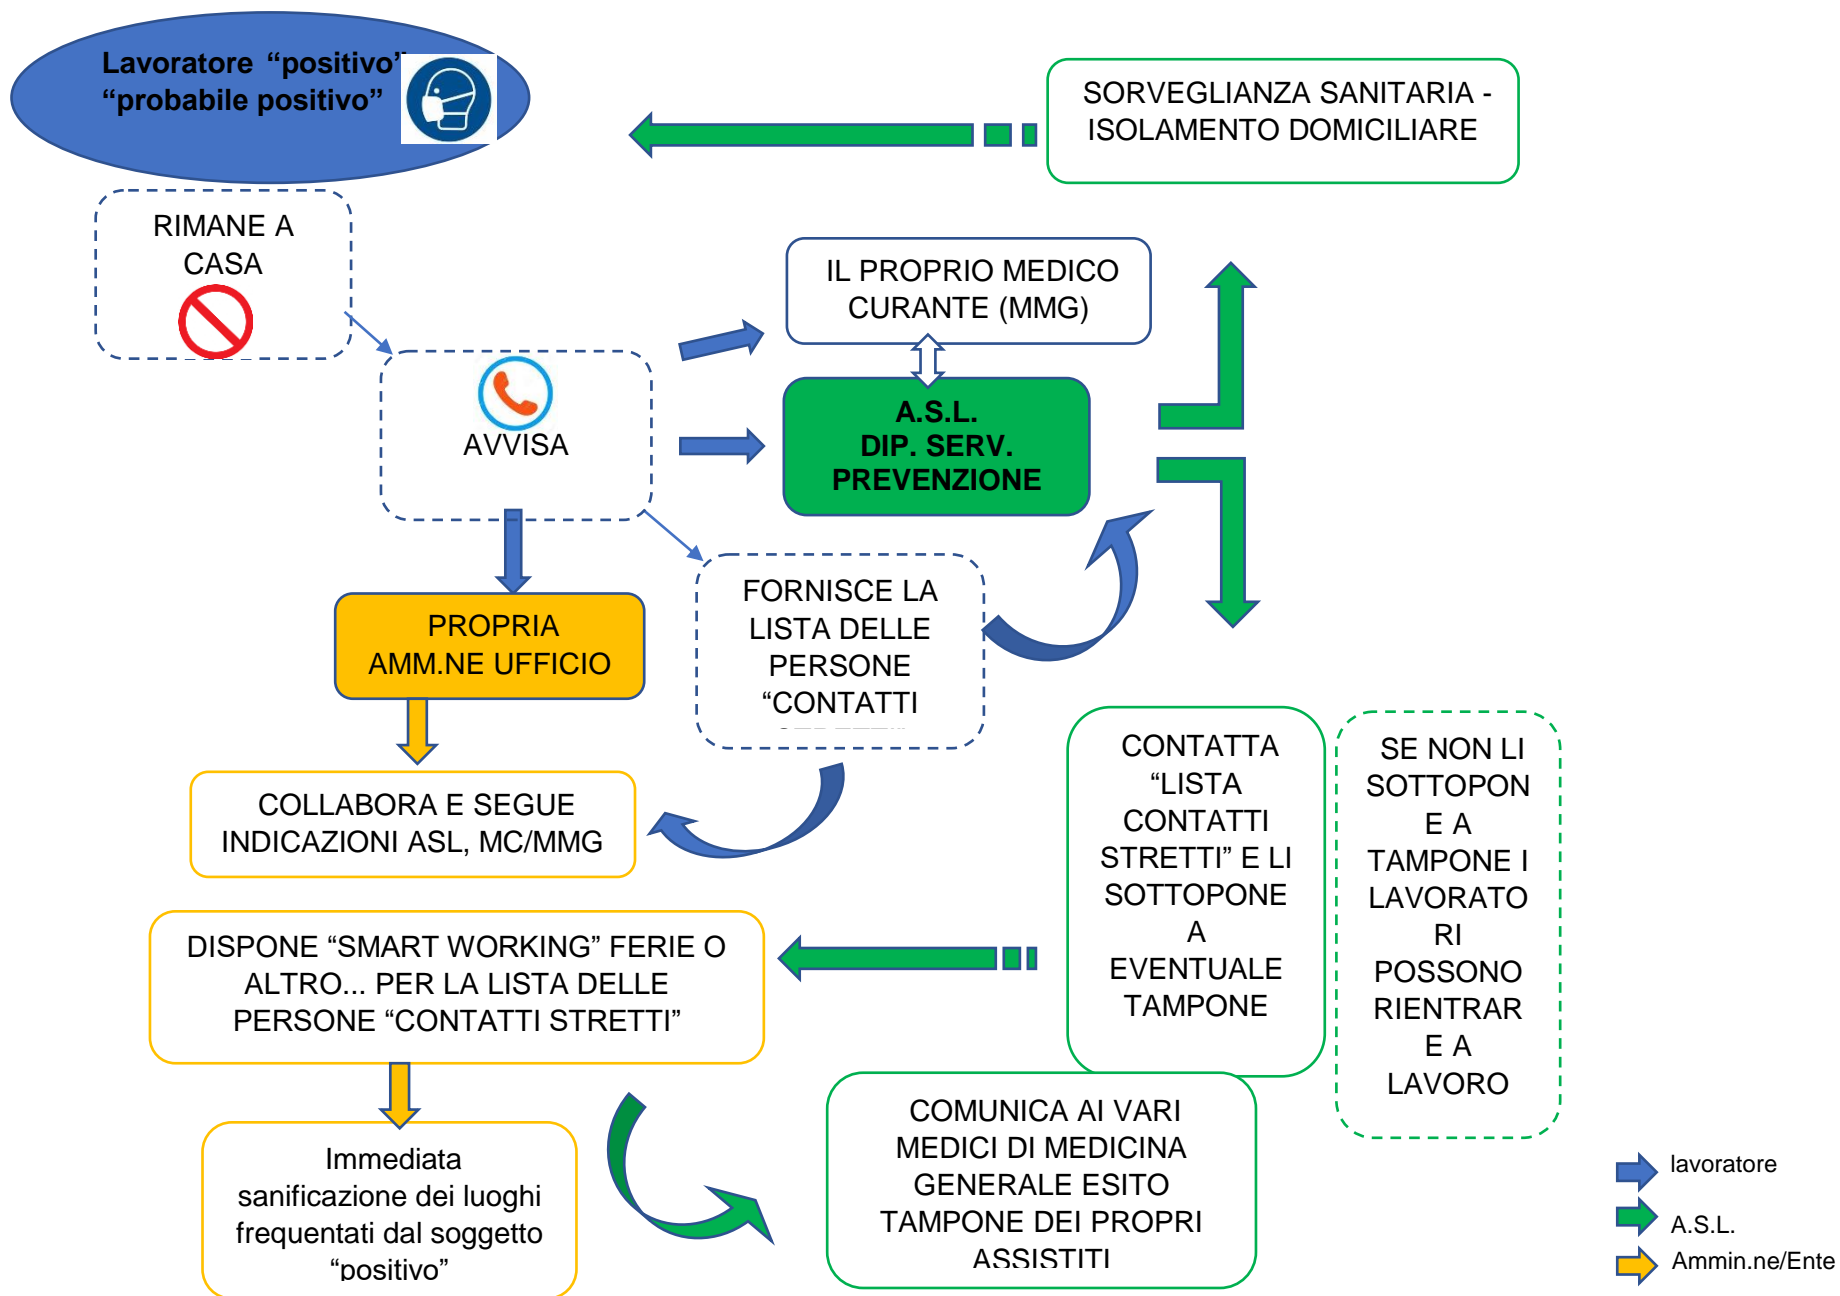 Lavoratore “positivo”
“probabile positivo”
SORVEGLIANZA SANITARIA -
ISOLAMENTO DOMICILIARE
RIMANE A
CASA
IL PROPRIO MEDICO
CURANTE (MMG)
AVVISA
A.S.L.
DIP. SERV.
PREVENZIONE
PROPRIA
AMM.NE UFFICIO
FORNISCE LA
LISTA DELLE
PERSONE
“CONTATTI
COLLABORA E SEGUE
INDICAZIONI ASL, MC/MMG
CONTATTA
“LISTA
CONTATTI
STRETTI” E LI
SOTTOPONE
A
EVENTUALE
TAMPONE
SE NON LI
SOTTOPON
E A
TAMPONE I
LAVORATO
RI
POSSONO
RIENTRAR
E A
LAVORO
DISPONE “SMART WORKING” FERIE O
ALTRO... PER LA LISTA DELLE
PERSONE “CONTATTI STRETTI”
Immediata
sanificazione dei luoghi
frequentati dal soggetto
“positivo”
COMUNICA AI VARI
MEDICI DI MEDICINA
GENERALE ESITO
TAMPONE DEI PROPRI
ASSISTITI
lavoratore
A.S.L.
Ammin.ne/Ente